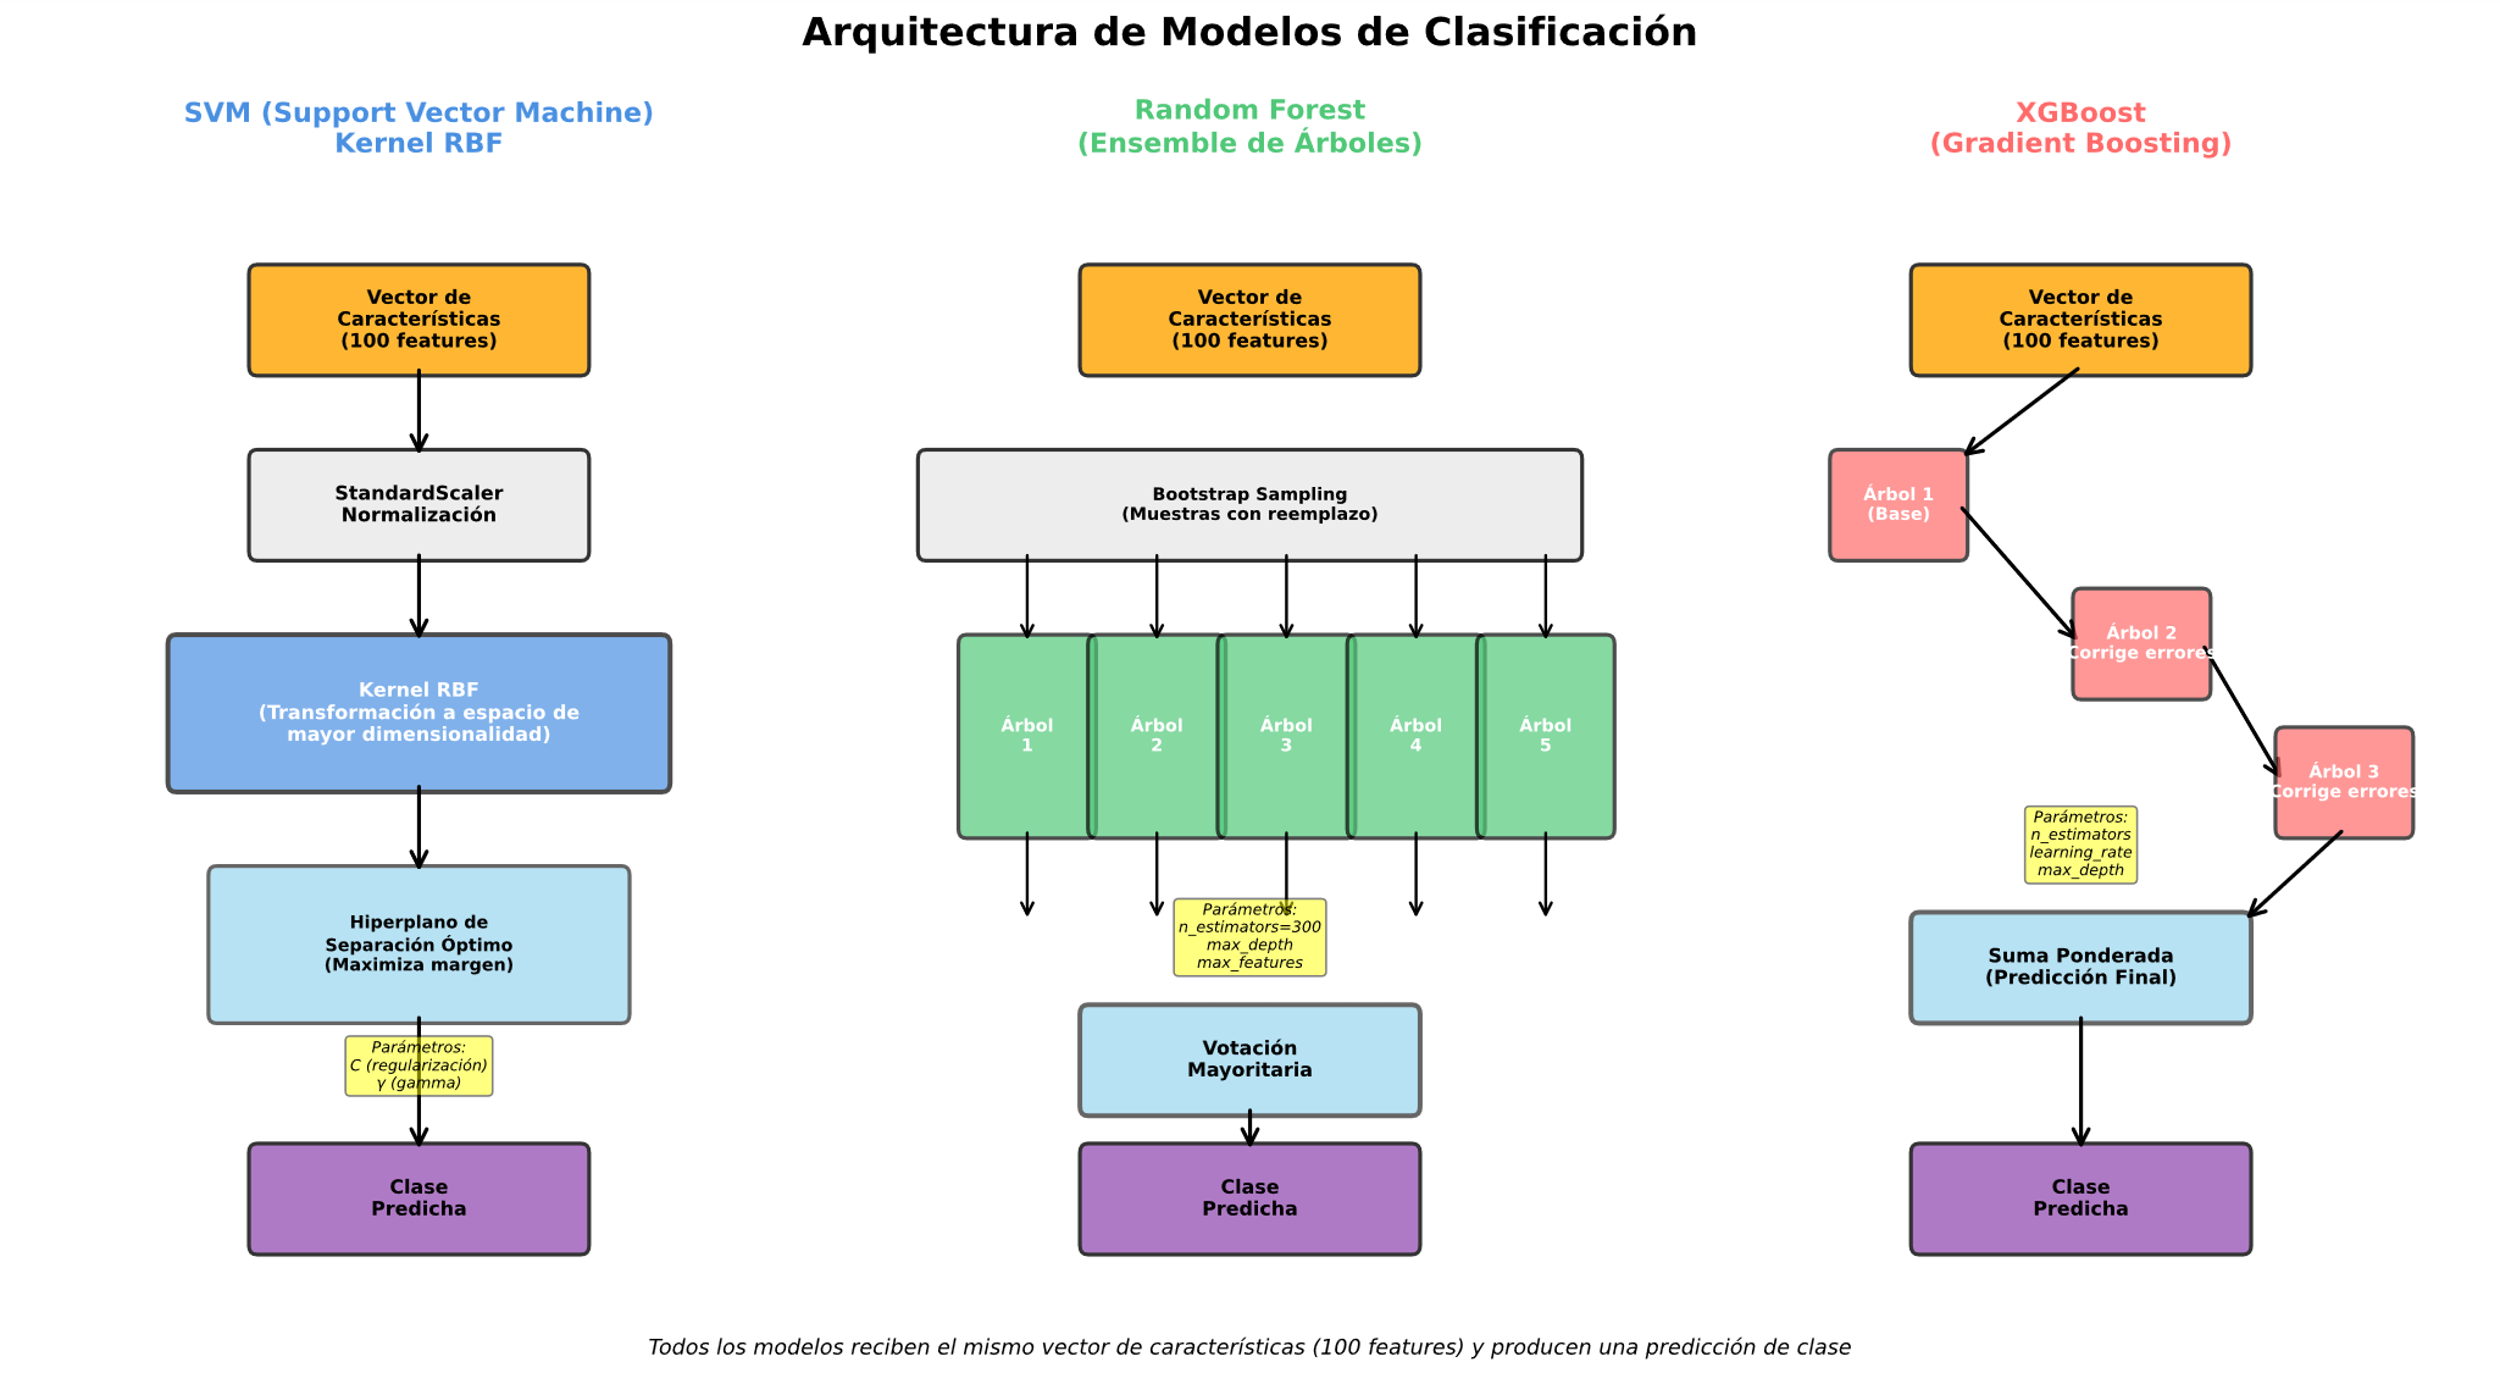 Arquitectura de Modelos de Clasificación
SVM (Support Vector Machine)
Kernel RBF
Vector de
Características
(100 features)
StandardScaler
Normalización
Kernel RBF
(Transformación a espacio de
mayor dimensionalidad)
Hiperplano de
Separación Óptimo
(Maximiza margen)
Parámetros:
C (regularización)
γ (gamma)
Clase
Predicha
Random Forest
(Ensemble de Árboles)
Vector de
Características
(100 features)
Bootstrap Sampling
(Muestras con reemplazo)
Árbol
1
Árbol
2
Árbol
3
Árbol
4
Árbol
5
Parámetros:
n_estimators=300
max_depth
max_features
Votación
Mayoritaria
Clase
Predicha
XGBoost
(Gradient Boosting)
Vector de
Características
(100 features)
Árbol 1
(Base)
Árbol 2
Corrige errores
Árbol 3
Corrige errores
Parámetros:
n_estimators
learning_rate
max_depth
Suma Ponderada
(Predicción Final)
Clase
Predicha
Todos los modelos reciben el mismo vector de características (100 features) y producen una predicción de clase